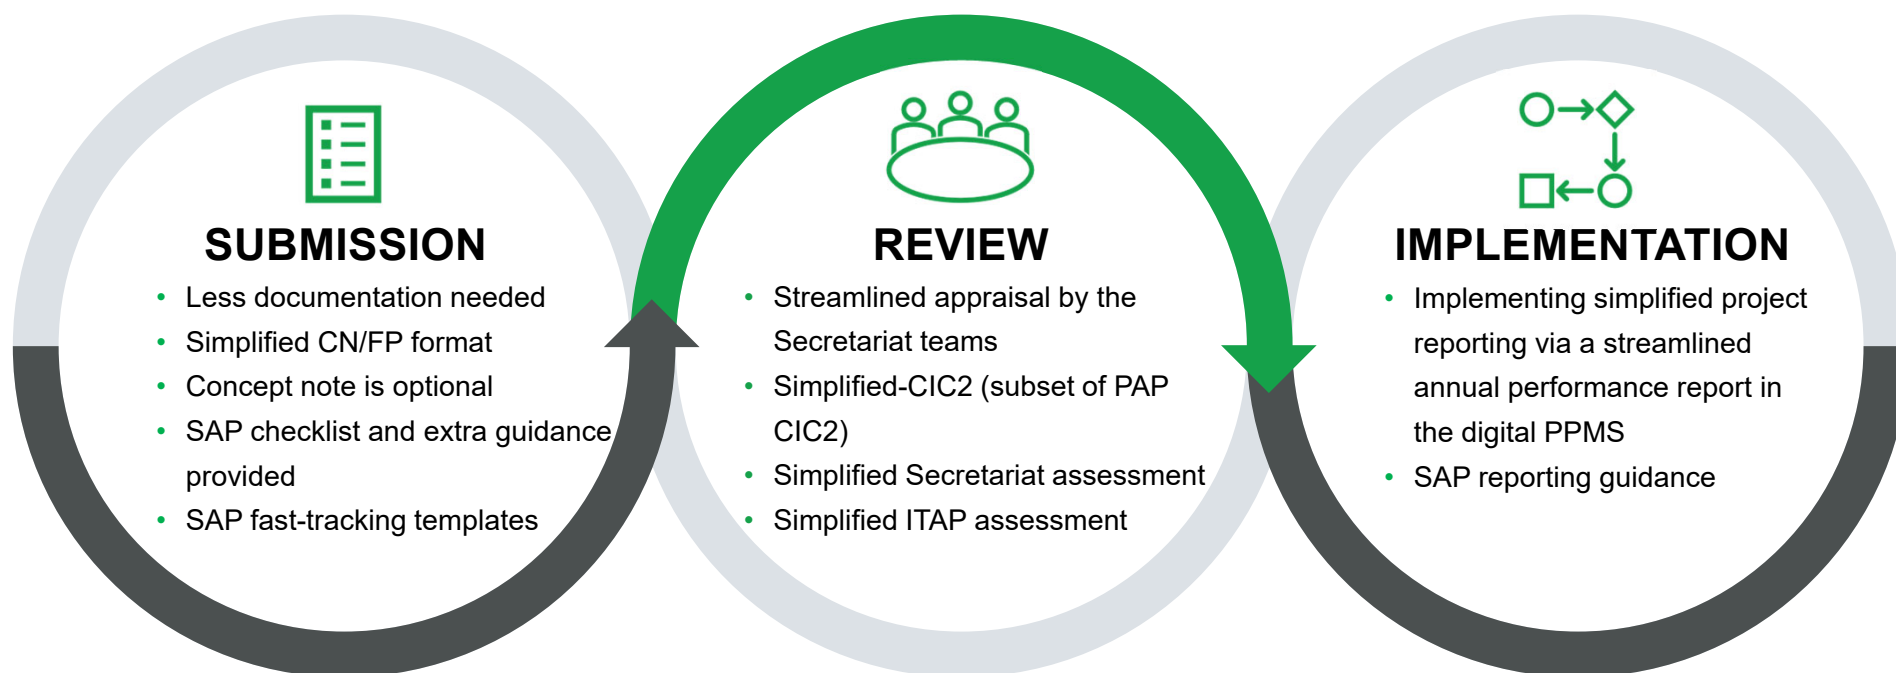 SUBMISSION
• Less documentation needed
• Simplified CN/FP format
• Concept note is optional
• SAP checklist and extra guidance
provided
• SAP fast-tracking templates
REVIEW
• Streamlined appraisal by the
Secretariat teams
• Simplified-CIC2 (subset of PAP
CIC2)
• Simplified Secretariat assessment
• Simplified ITAP assessment
IMPLEMENTATION
• Implementing simplified project
reporting via a streamlined
annual performance report in
the digital PPMS
• SAP reporting guidance